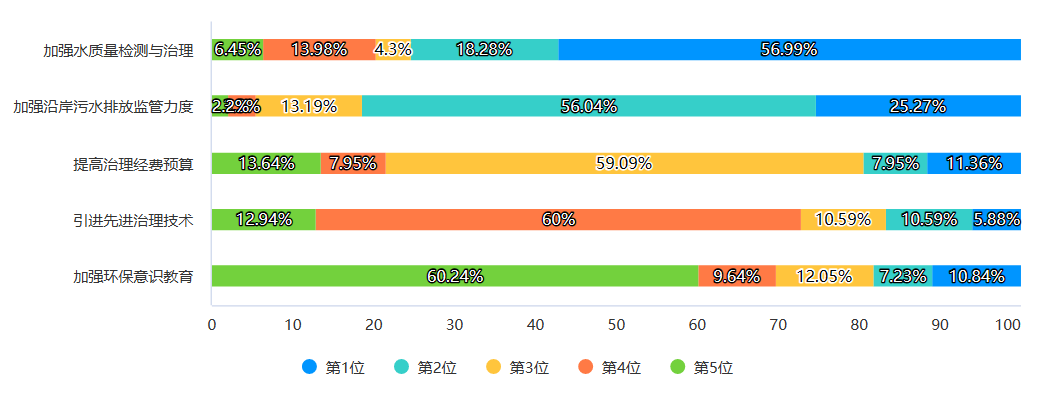 加强水质量检测与治理
6.45% 13.98% 4.3% 18.28% 56.99%
加强沿岸污水排放监管力度
13.19% 56.04% 25.27%
提高治理经费预算
13.64% 7.95% 59.09% 7.95% 11.36%
引进先进治理技术
12.94% 60% 10.59% 10.59% 5.88%
加强环保意识教育
60.24% 9.64% 12.05% 7.23% 10.84%
0 10 20 30 40 50 60 70 80 90 100
第1位 第2位 第3位 第4位 第5位